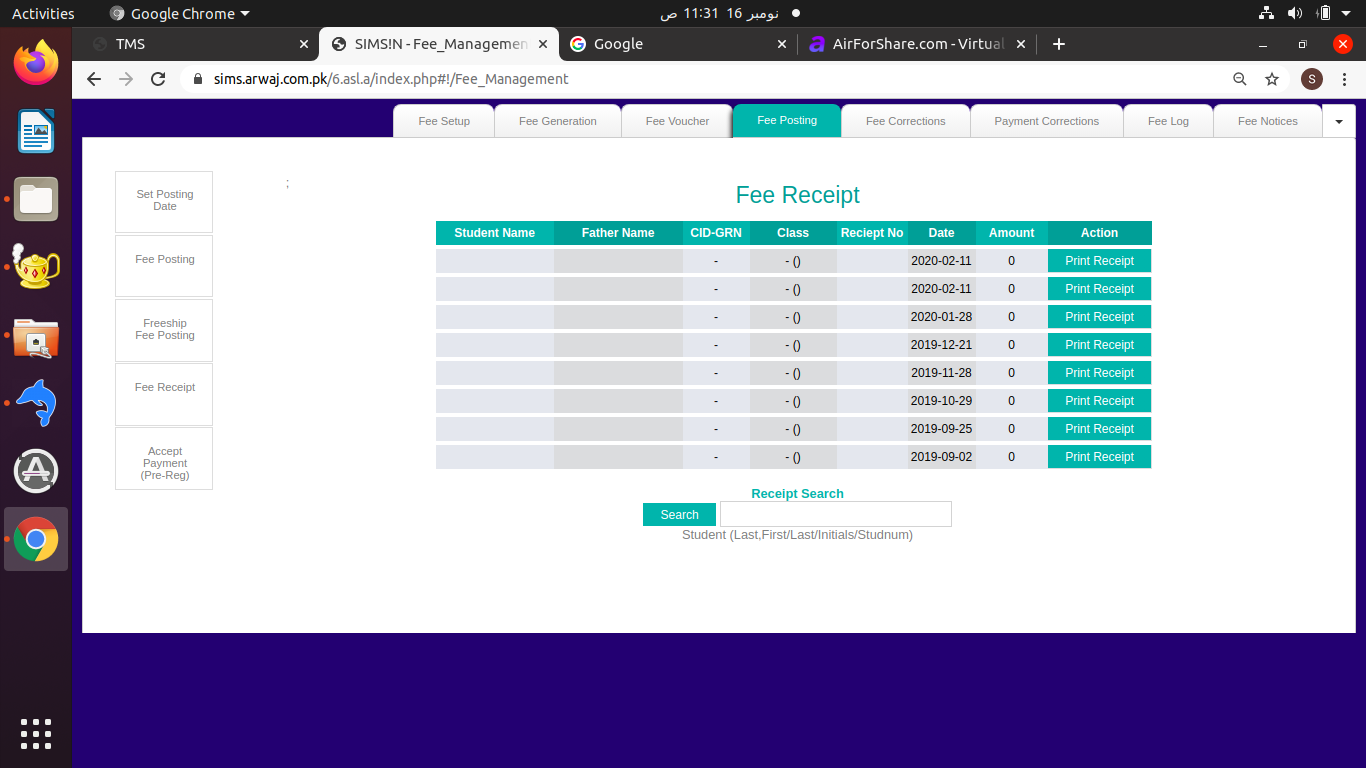 Activities
Google Chrome
نومبر 16  11:31 ص
TMS
SIMS!N - Fee_Managemen
Google
AirForShare.com - Virtual
sims.arwaj.com.pk/6.asl.a/index.php#!/Fee_Management
S
Fee Setup
Fee Generation
Fee Voucher
Fee Posting
Fee Corrections
Payment Corrections
Fee Log
Fee Notices
Set Posting
Date
Fee Posting
Freeship
Fee Posting
Fee Receipt
Accept
Payment
(Pre-Reg)
;
Fee Receipt
Student Name Father Name CID-GRN Class Reciept No Date Amount Action
- - () 2020-02-11 0 Print Receipt
- - () 2020-02-11 0 Print Receipt
- - () 2020-01-28 0 Print Receipt
- - () 2019-12-21 0 Print Receipt
- - () 2019-11-28 0 Print Receipt
- - () 2019-10-29 0 Print Receipt
- - () 2019-09-25 0 Print Receipt
- - () 2019-09-02 0 Print Receipt
Receipt Search
Search
Student (Last,First/Last/Initials/Studnum)